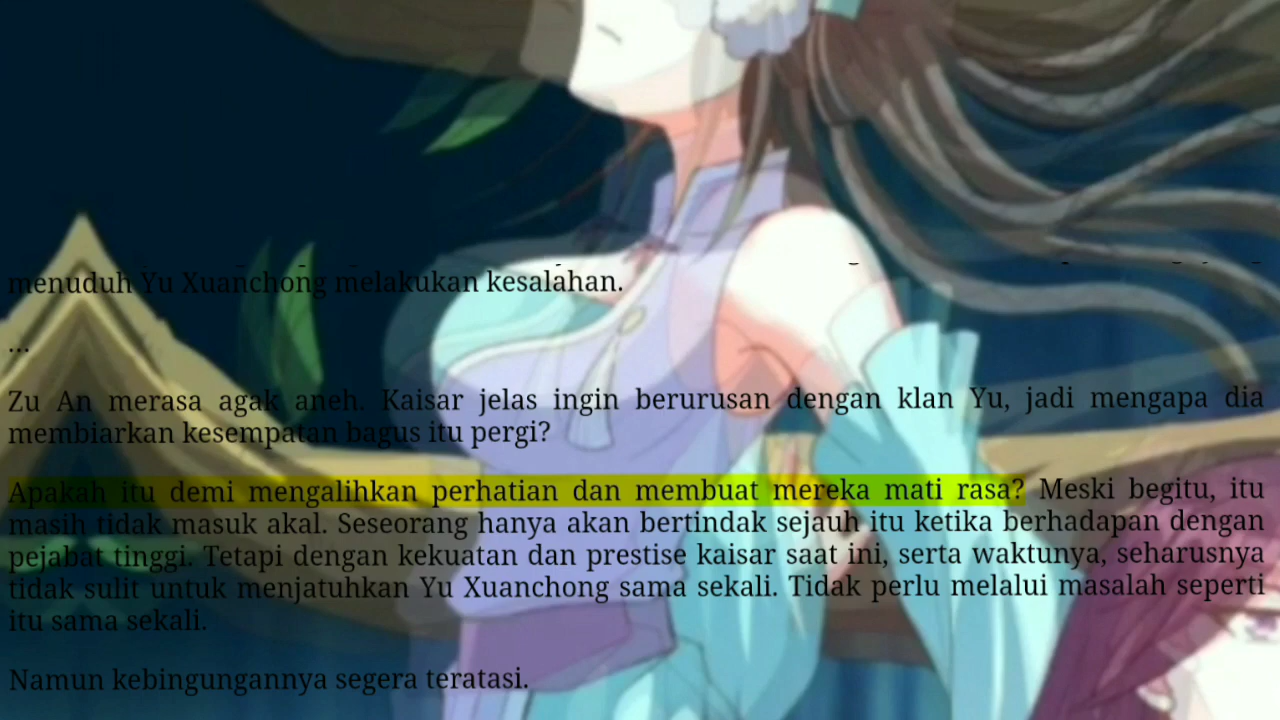 menuduh Yu Xuanchong melakukan kesalahan.
...
Zu An merasa agak aneh. Kaisar jelas ingin berurusan dengan klan Yu, jadi mengapa dia
membiarkan kesempatan bagus itu pergi?
Apakah itu demi mengalihkan perhatian dan membuat mereka mati rasa? Meski begitu, itu
masih tidak masuk akal. Seseorang hanya akan bertindak sejauh itu ketika berhadapan dengan
pejabat tinggi. Tetapi dengan kekuatan dan prestise kaisar saat ini, serta waktunya, seharusnya
tidak sulit untuk menjatuhkan Yu Xuanchong sama sekali. Tidak perlu melalui masalah seperti
itu sama sekali.
Namun kebingungannya segera teratasi.